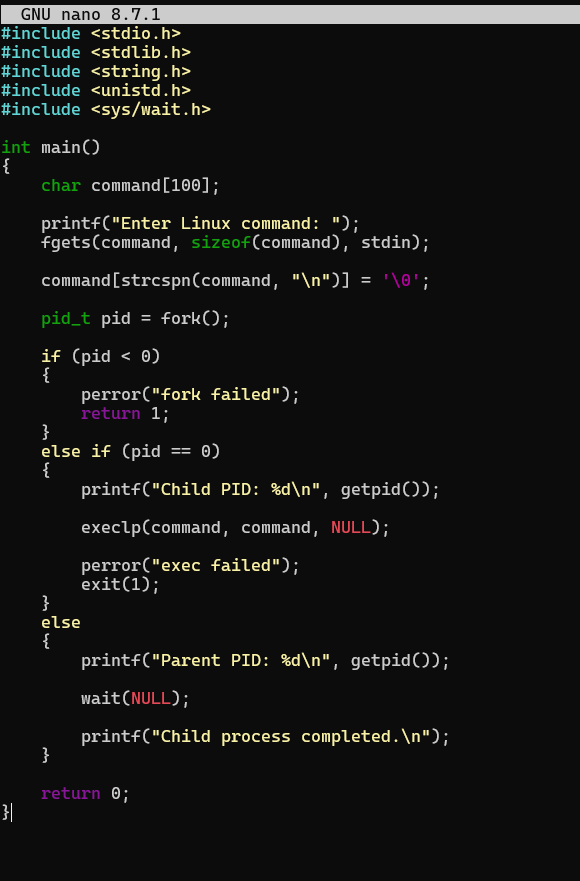 GNU nano 8.7.1
#include <stdio.h>
#include <stdlib.h>
#include <string.h>
#include <unistd.h>
#include <sys/wait.h>

int main()
{
    char command[100];

    printf("Enter Linux command: ");
    fgets(command, sizeof(command), stdin);

    command[strcspn(command, "\n")] = '\0';

    pid_t pid = fork();

    if (pid < 0)
    {
        perror("fork failed");
        return 1;
    }
    else if (pid == 0)
    {
        printf("Child PID: %d\n", getpid());

        execlp(command, command, NULL);

        perror("exec failed");
        exit(1);
    }
    else
    {
        printf("Parent PID: %d\n", getpid());

        wait(NULL);

        printf("Child process completed.\n");
    }

    return 0;
}